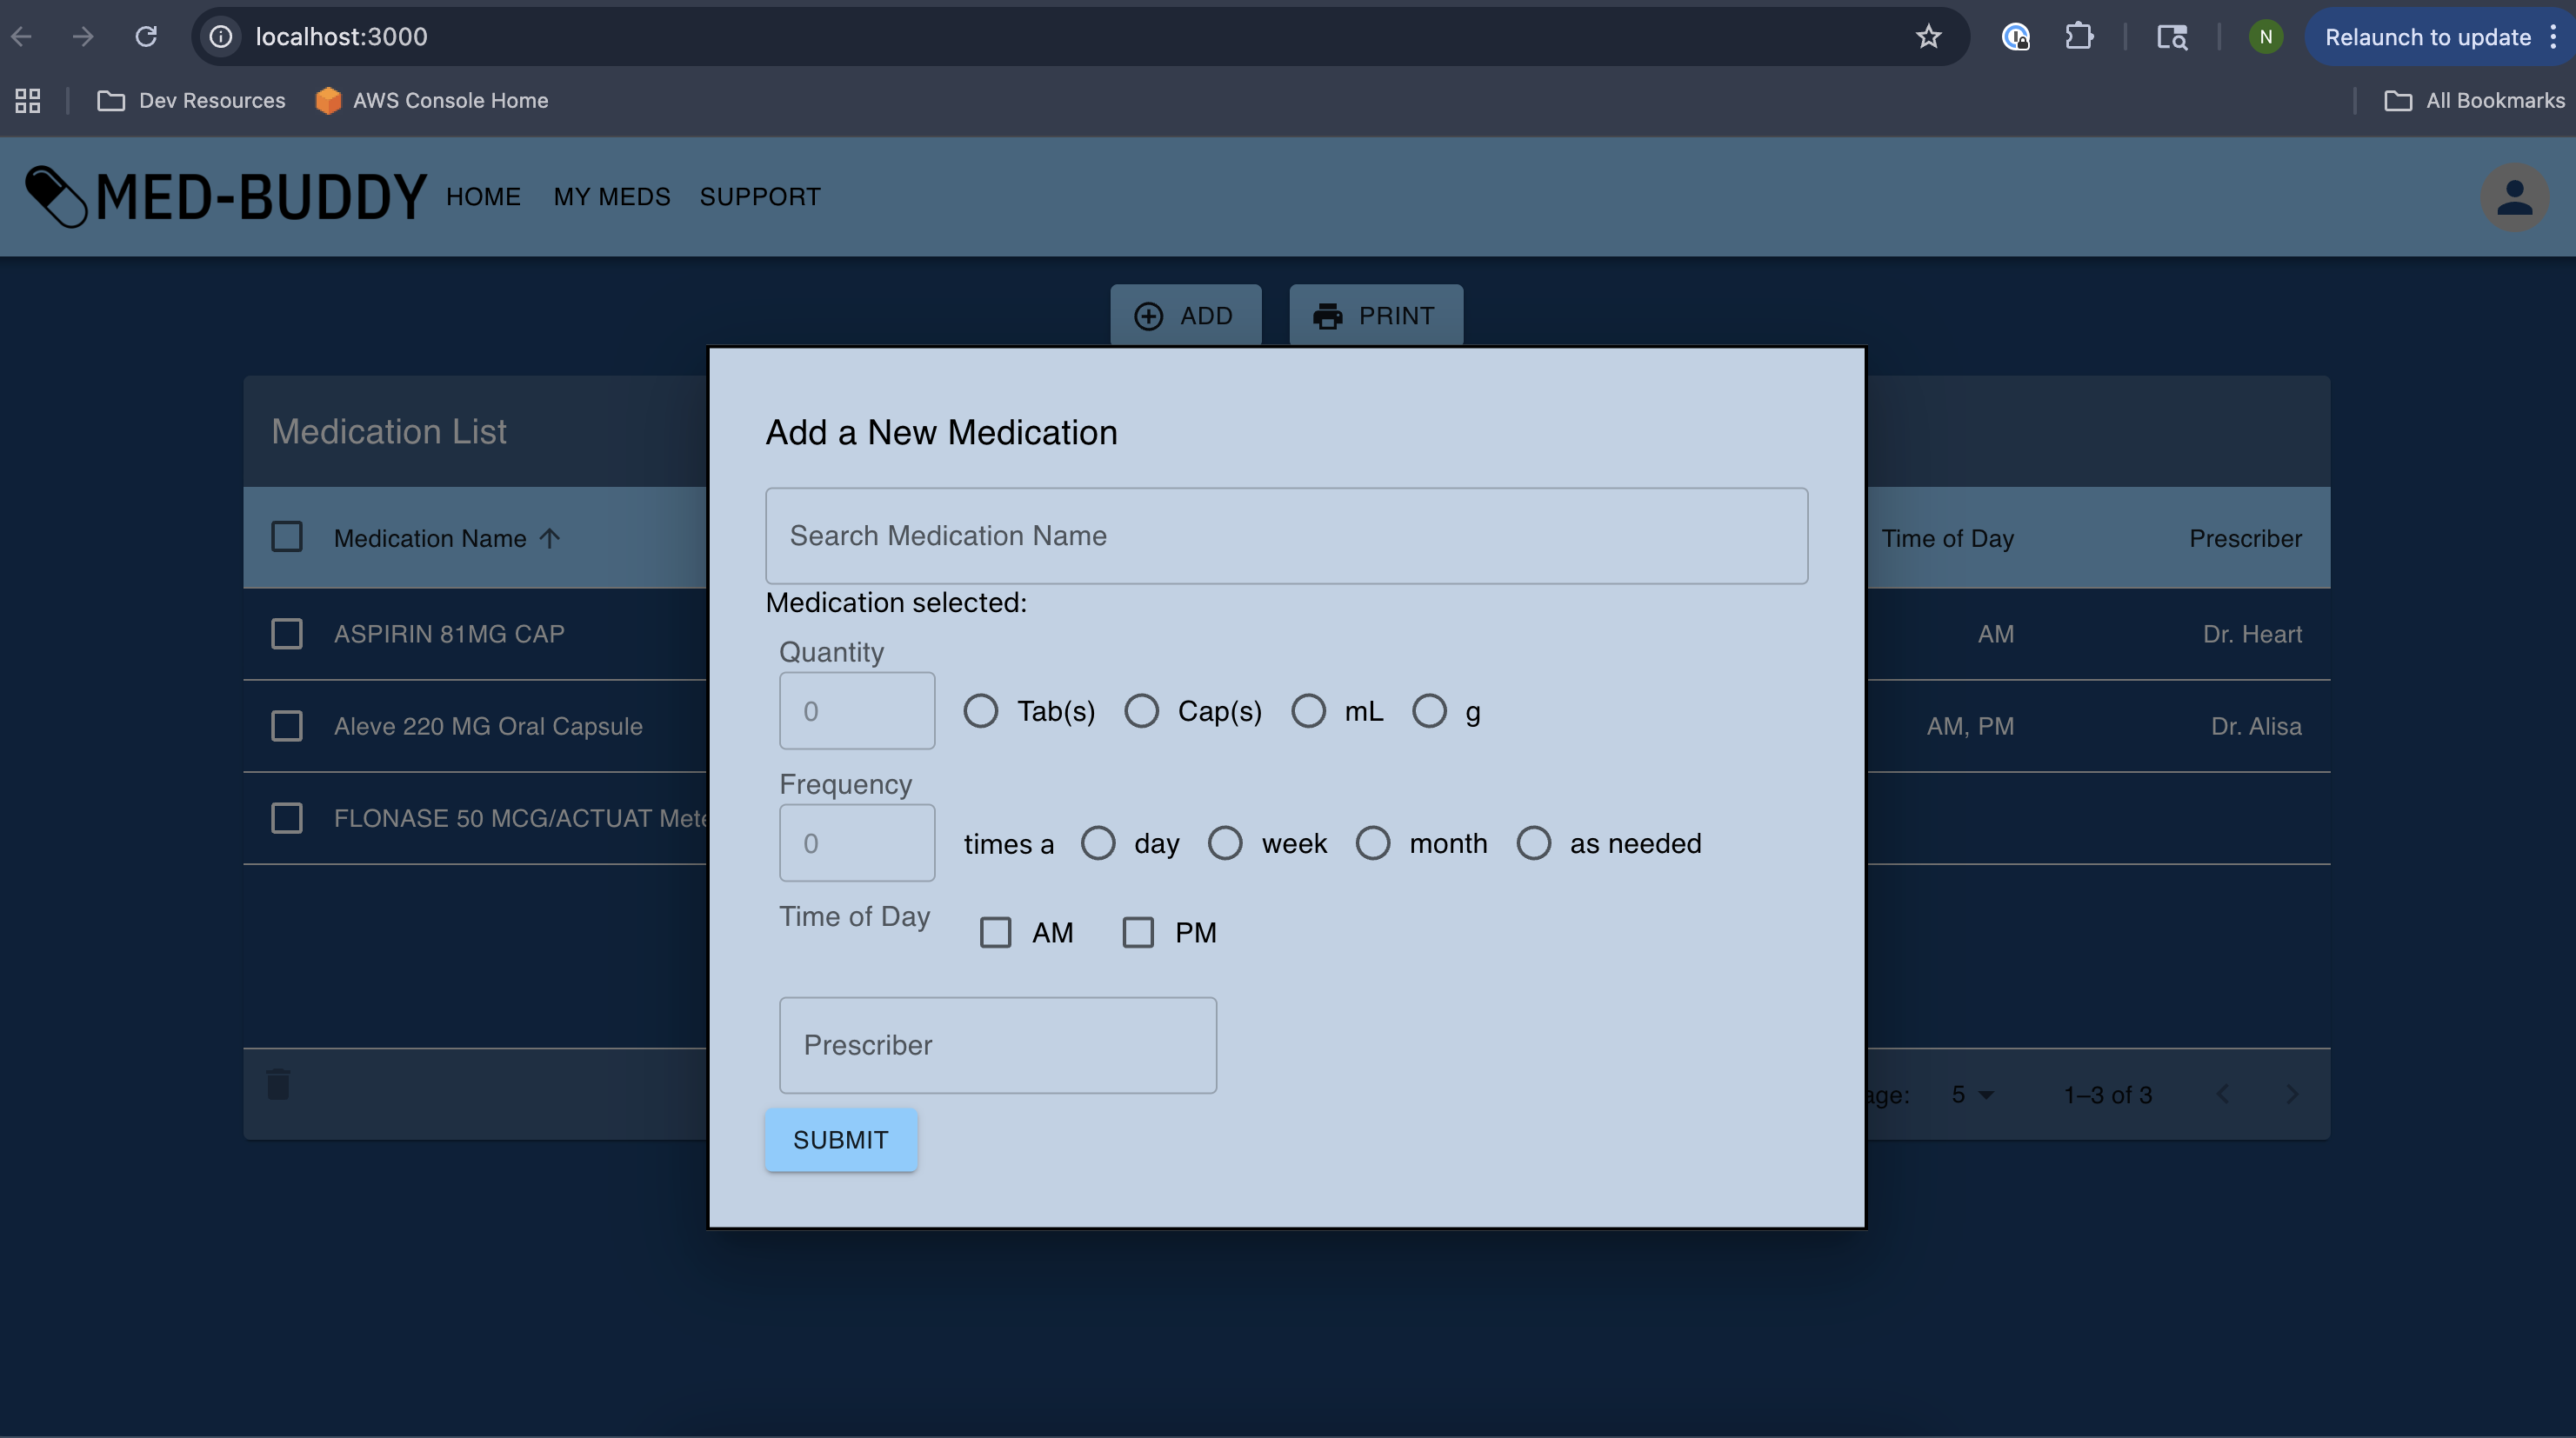 localhost:3000
N
Relaunch to update
Dev Resources
AWS Console Home
All Bookmarks
MED-BUDDY
HOME
MY MEDS
SUPPORT
ADD
PRINT
Medication List
Medication Name
Time of Day
Prescriber
ASPIRIN 81MG CAP
AM
Dr. Heart
Aleve 220 MG Oral Capsule
AM, PM
Dr. Alisa
FLONASE 50 MCG/ACTUAT Mete
age:
5
1–3 of 3
Add a New Medication
Search Medication Name
Medication selected:
Quantity
0
Tab(s)
Cap(s)
mL
g
Frequency
0
times a
day
week
month
as needed
Time of Day
AM
PM
Prescriber
SUBMIT